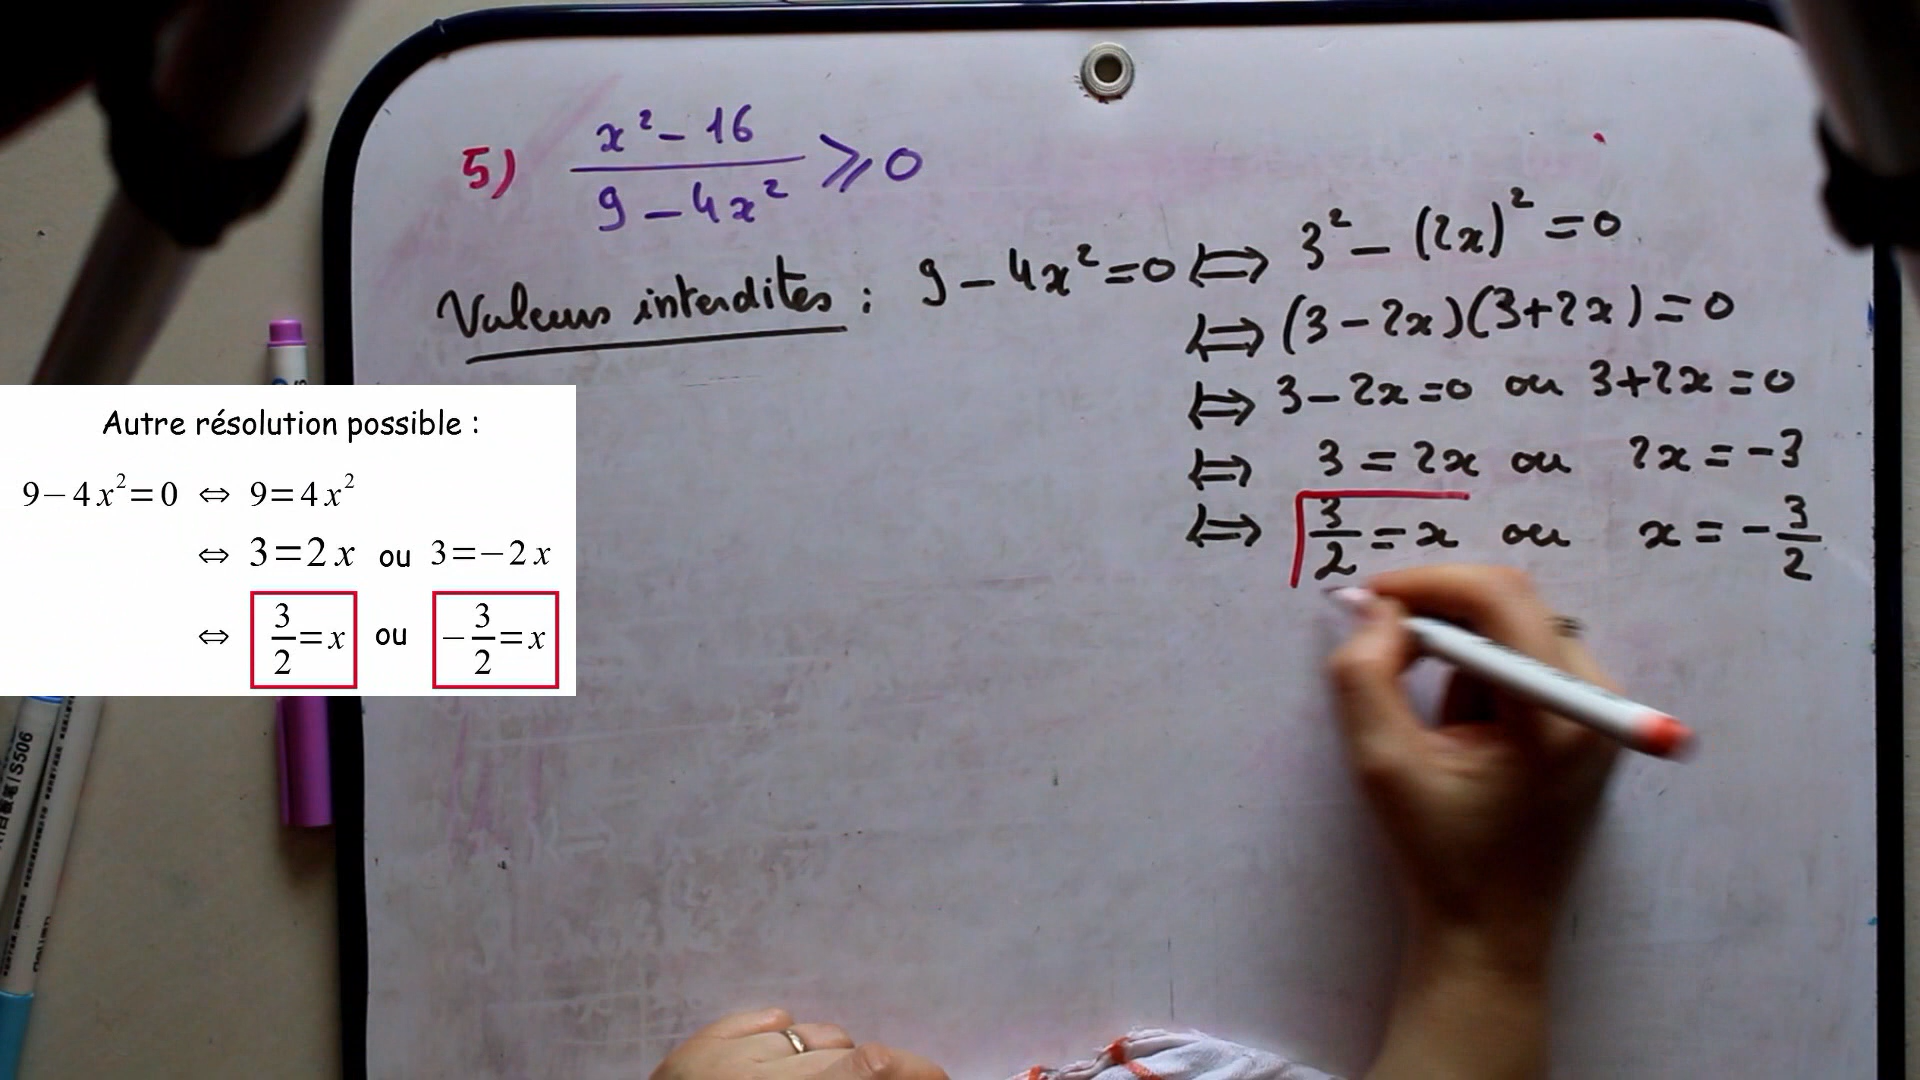 5) (x² - 16)/(9 - 4x²) ⩾ 0
Valeurs interdites : 9 - 4x² = 0 ⇔ 3² - (2x)² = 0
⇔ (3 - 2x)(3 + 2x) = 0
⇔ 3 - 2x = 0 ou 3 + 2x = 0
⇔ 3 = 2x ou 2x = -3
⇔ 3/2 = x ou x = -3/2
Autre résolution possible :
9 - 4x² = 0 ⇔ 9 = 4x²
⇔ 3 = 2x ou 3 = -2x
⇔ 3/2 = x ou -3/2 = x
S506